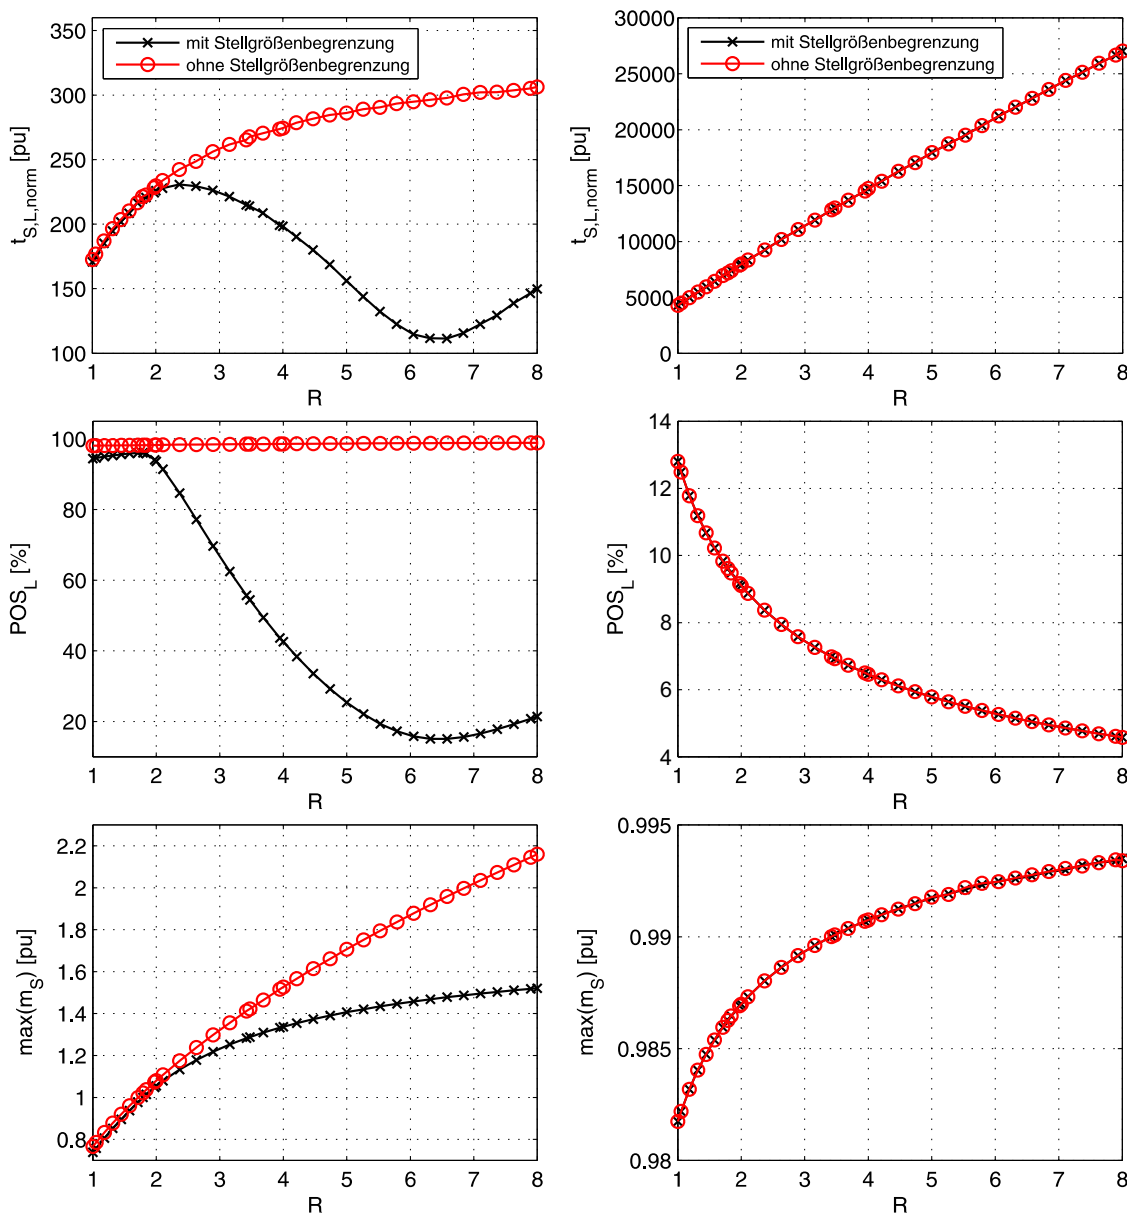 350
300
250
200
150
100
t_S,L,norm [pu]
mit Stellgrößenbegrenzung
ohne Stellgrößenbegrenzung
1 2 3 4 5 6 7 8
R
30000
25000
20000
15000
10000
5000
0
t_S,L,norm [pu]
mit Stellgrößenbegrenzung
ohne Stellgrößenbegrenzung
1 2 3 4 5 6 7 8
R
100
80
60
40
20
POS_L [%]
1 2 3 4 5 6 7 8
R
14
12
10
8
6
4
POS_L [%]
1 2 3 4 5 6 7 8
R
2.2
2
1.8
1.6
1.4
1.2
1
0.8
max(m_S) [pu]
1 2 3 4 5 6 7 8
R
0.995
0.99
0.985
0.98
max(m_S) [pu]
1 2 3 4 5 6 7 8
R